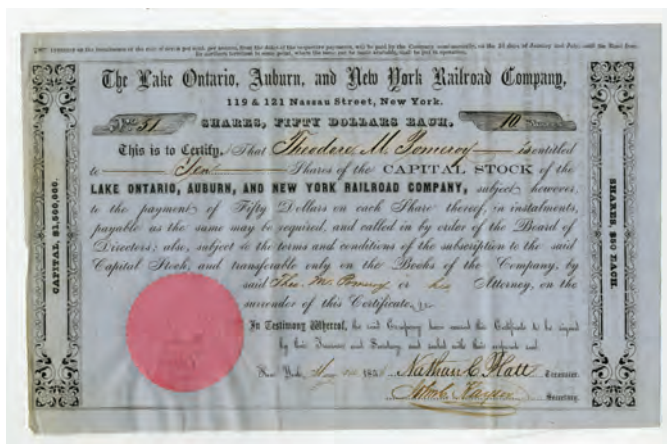 The Lake Ontario, Auburn, and New York Railroad Company,
119 & 121 Nassau Street, New York.
No. 51 SHARES, FIFTY DOLLARS EACH. 10 Shares
This is to Certify, That Theodore M. Pomeroy is entitled
to Ten Shares of the CAPITAL STOCK of the
LAKE ONTARIO, AUBURN, AND NEW YORK RAILROAD COMPANY, subject however,
to the payment of Fifty Dollars on each Share thereof, in instalments,
payable as the same may be required, and called in by order of the Board of
Directors; also, subject to the terms and conditions of the subscription to the said
Capital Stock, and transferable only on the Books of the Company, by
said Theo. M. Pomeroy or his Attorney, on the
surrender of this Certificate.
In Testimony Whereof, the said Company have caused this Certificate to be signed
by their Treasurer and Secretary and sealed with their corporate seal.
New York, Treasurer.
Secretary.
CAPITAL, $1,500,000.
SHARES, $50 EACH.